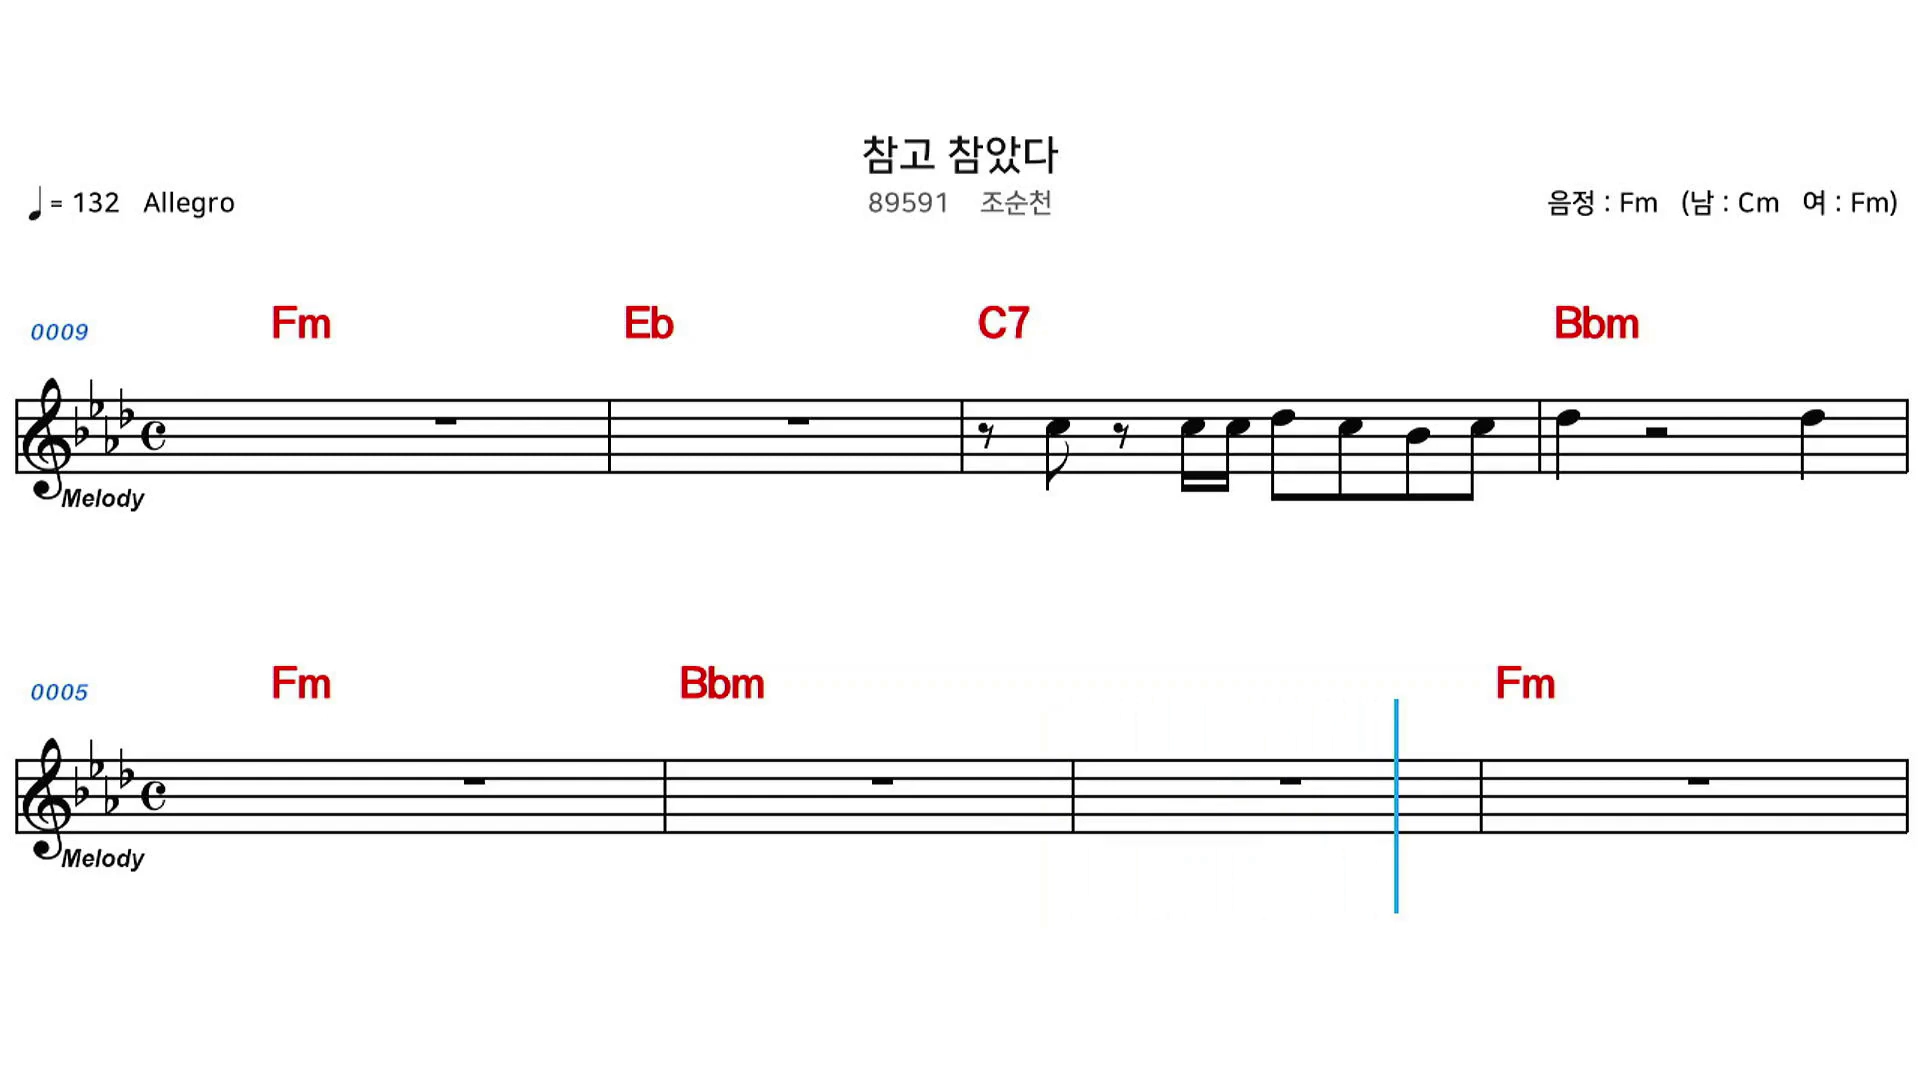 참고 참았다
♩= 132 Allegro
89591 조순천
음정 : Fm (남 : Cm 여 : Fm)
0009 Fm Eb C7 Bbm
Melody
0005 Fm Bbm Fm
Melody